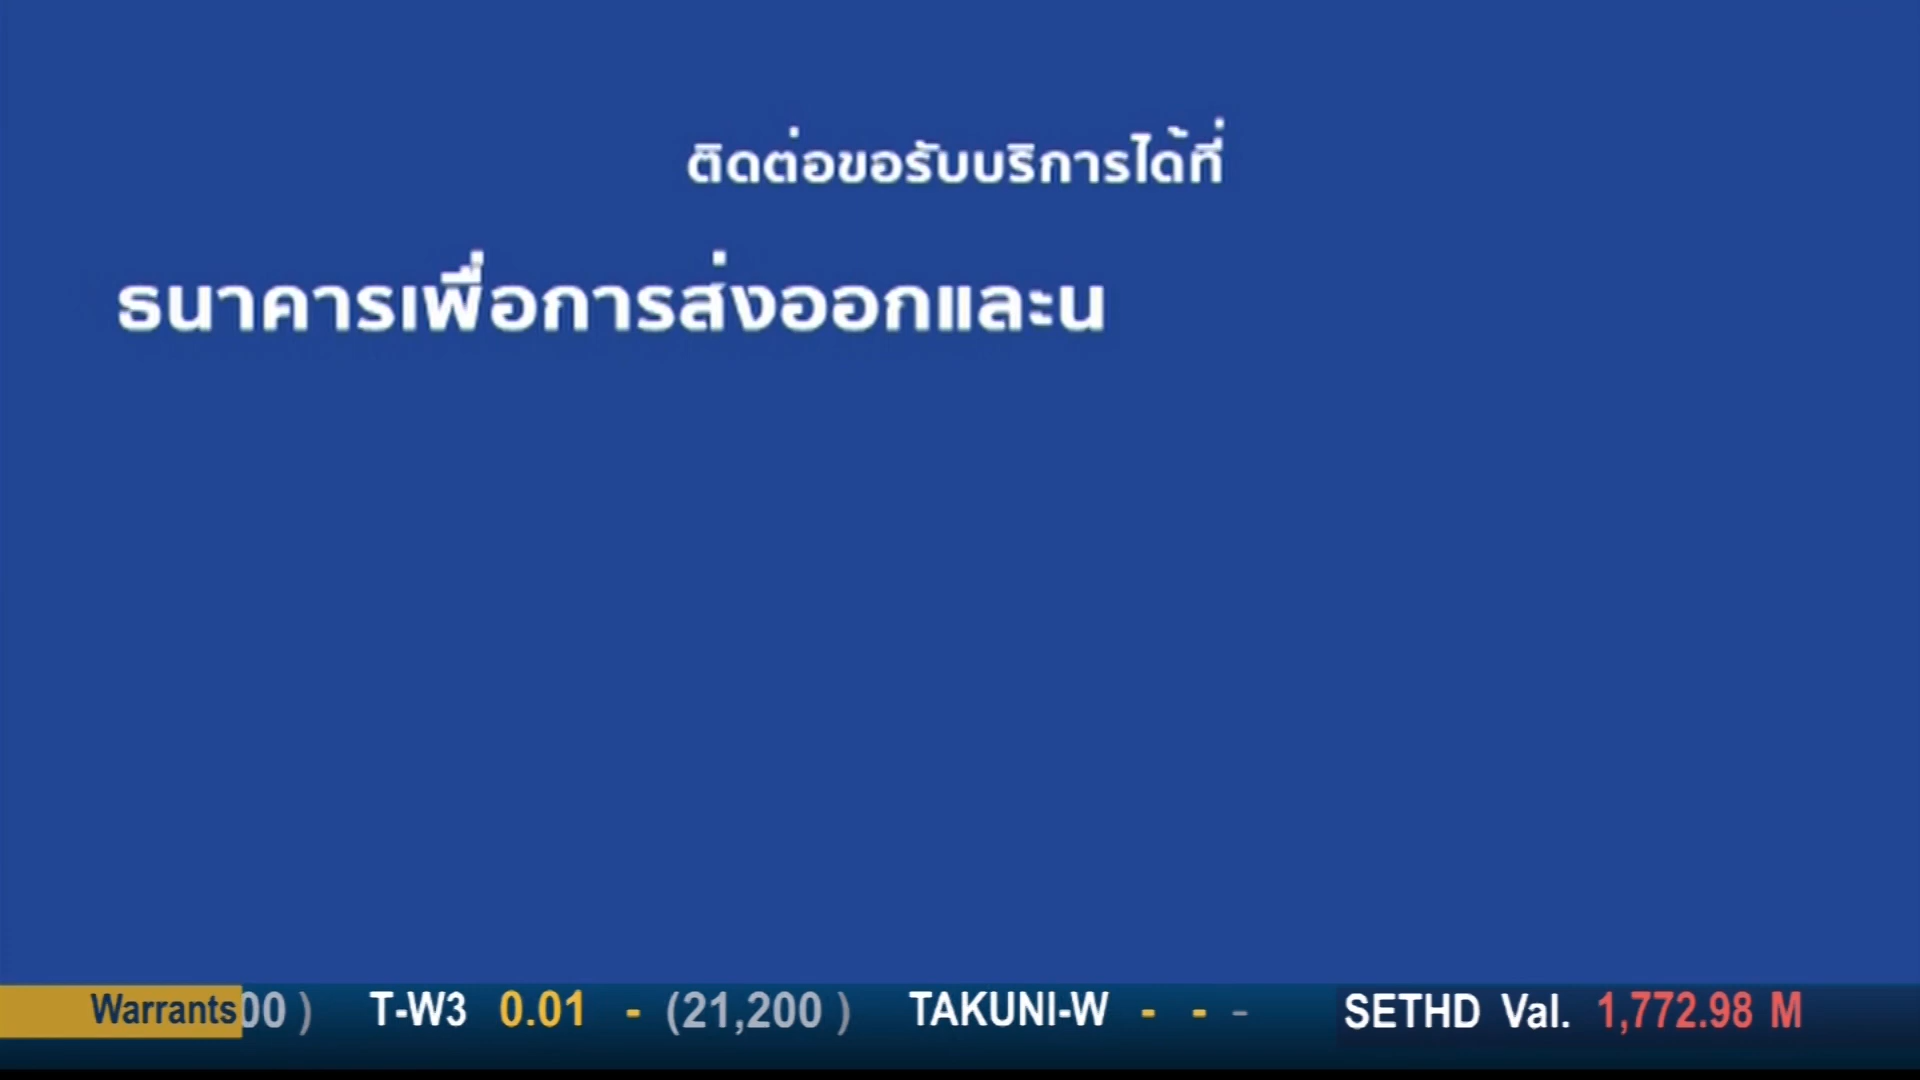 ติดต่อขอรับบริการได้ที่
ธนาคารเพื่อการส่งออกและน
Warrants 00 ) T-W3 0.01 - (21,200 ) TAKUNI-W - - - SETHD Val. 1,772.98 M